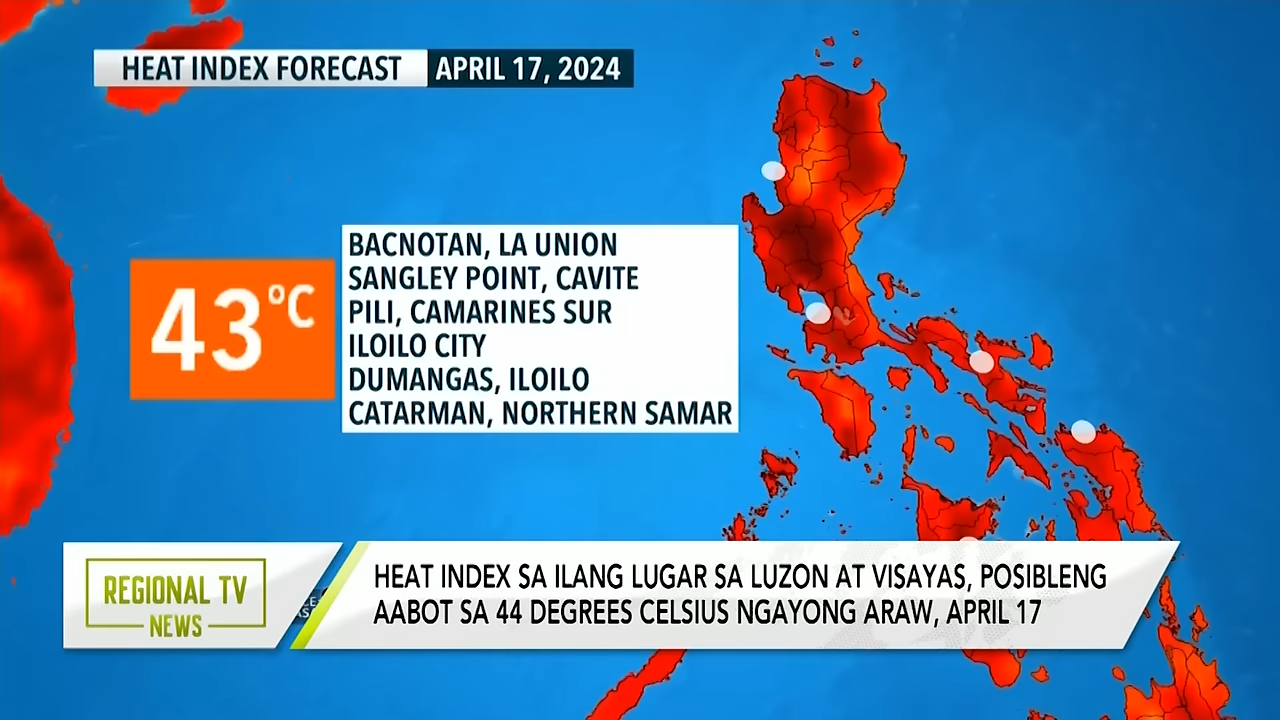 HEAT INDEX FORECAST APRIL 17, 2024
43°C
BACNOTAN, LA UNION
SANGLEY POINT, CAVITE
PILI, CAMARINES SUR
ILOILO CITY
DUMANGAS, ILOILO
CATARMAN, NORTHERN SAMAR
REGIONAL TV
NEWS
HEAT INDEX SA ILANG LUGAR SA LUZON AT VISAYAS, POSIBLENG
AABOT SA 44 DEGREES CELSIUS NGAYONG ARAW, APRIL 17